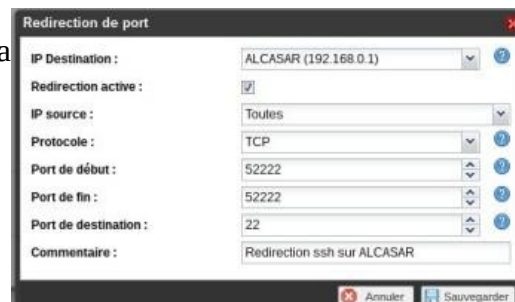 Redirection de port
a
IP Destination : ALCASAR (192.168.0.1)
Redirection active :
IP source : Toutes
Protocole : TCP
Port de début : 52222
Port de fin : 52222
Port de destination : 22
Commentaire : Redirection ssh sur ALCASAR
Annuler Sauvegarder